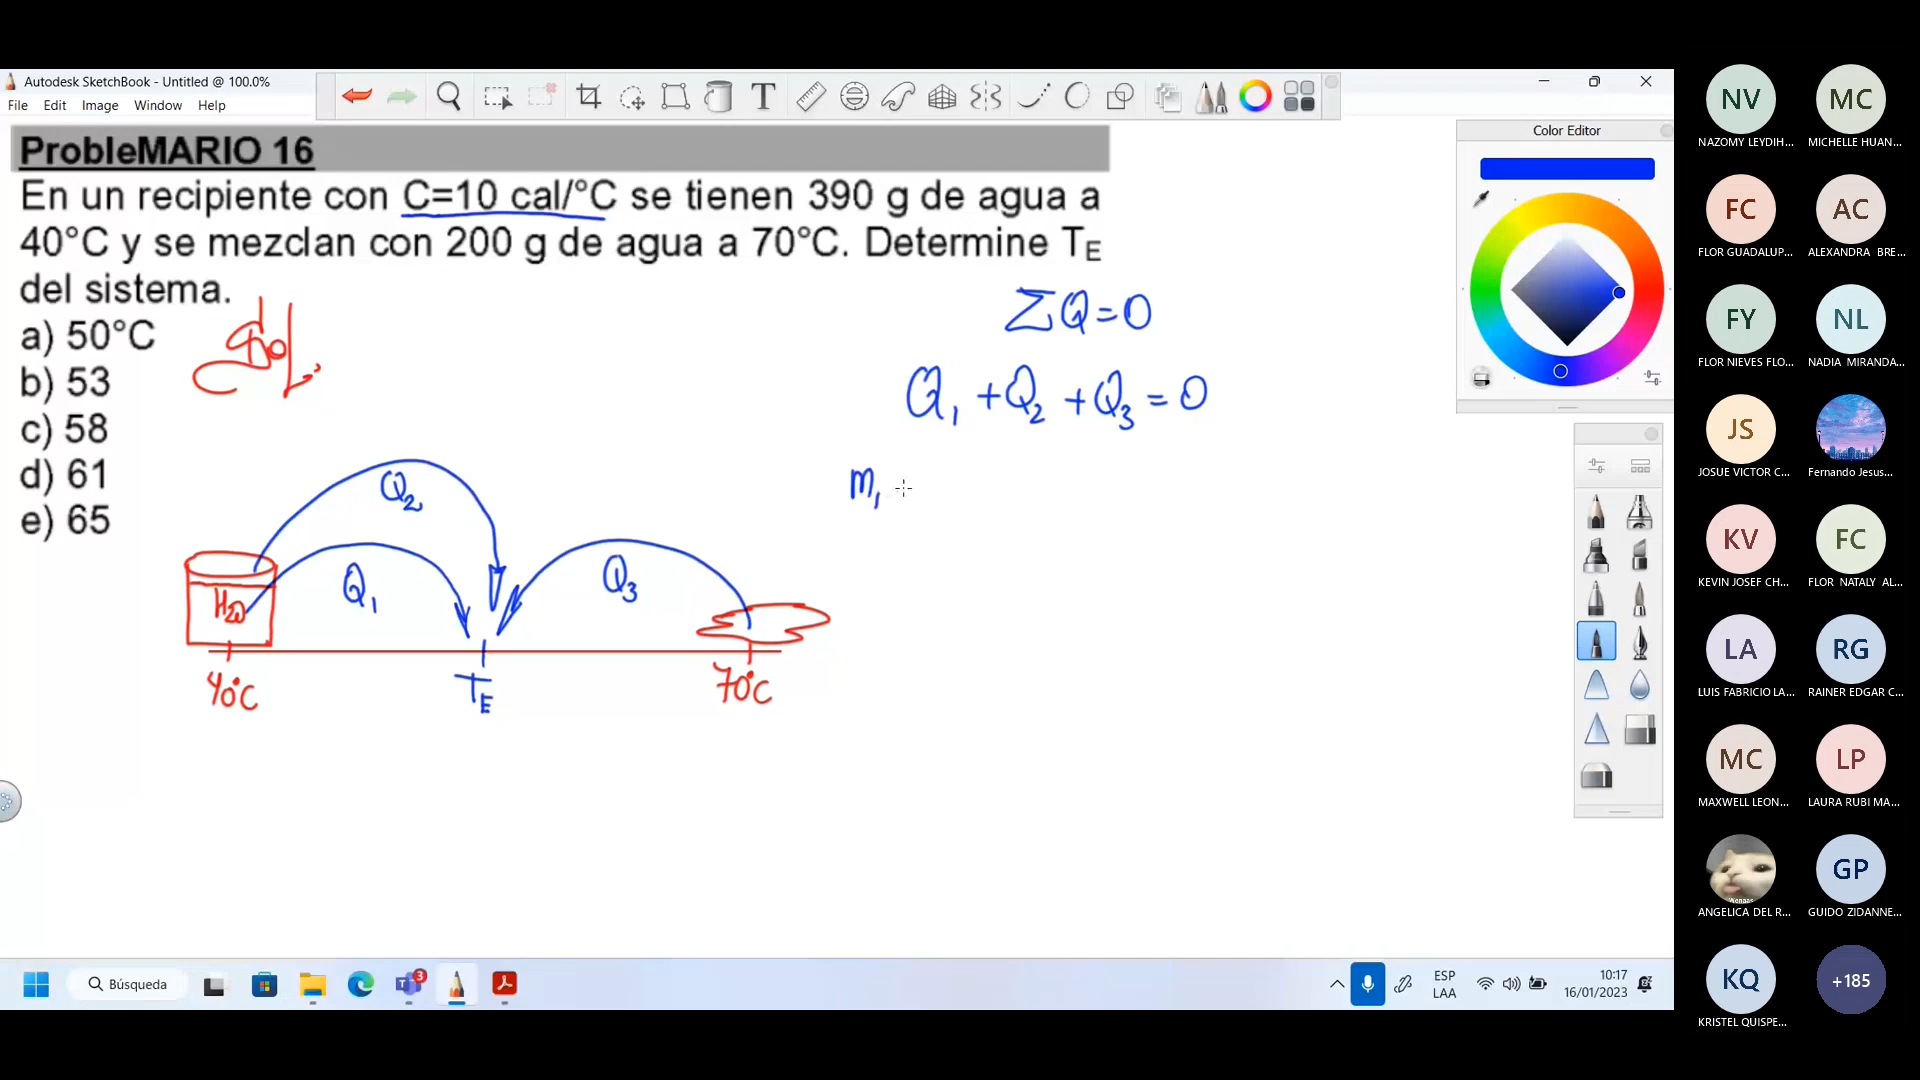 Autodesk SketchBook - Untitled @ 100.0%
File Edit Image Window Help
T
ProbleMARIO 16
En un recipiente con C=10 cal/°C se tienen 390 g de agua a
40°C y se mezclan con 200 g de agua a 70°C. Determine TE
del sistema.
a) 50°C
b) 53
c) 58
d) 61
e) 65
Sol.
ΣQ=0
Q1 +Q2 +Q3 = 0
m1
Q2
Q1
Q3
H2O
40°C
TE
70°C
Color Editor
Búsqueda
3
ESP
LAA
10:17
16/01/2023
NV
NAZOMY LEYDIH...
MC
MICHELLE HUAN...
FC
FLOR GUADALUP...
AC
ALEXANDRA BRE...
FY
FLOR NIEVES FLO...
NL
NADIA MIRANDA...
JS
JOSUE VICTOR C...
Fernando Jesus...
KV
KEVIN JOSEF CH...
FC
FLOR NATALY AL...
LA
LUIS FABRICIO LA...
RG
RAINER EDGAR C...
MC
MAXWELL LEON...
LP
LAURA RUBI MA...
ANGELICA DEL R...
GP
GUIDO ZIDANNE...
KQ
KRISTEL QUISPE...
+185